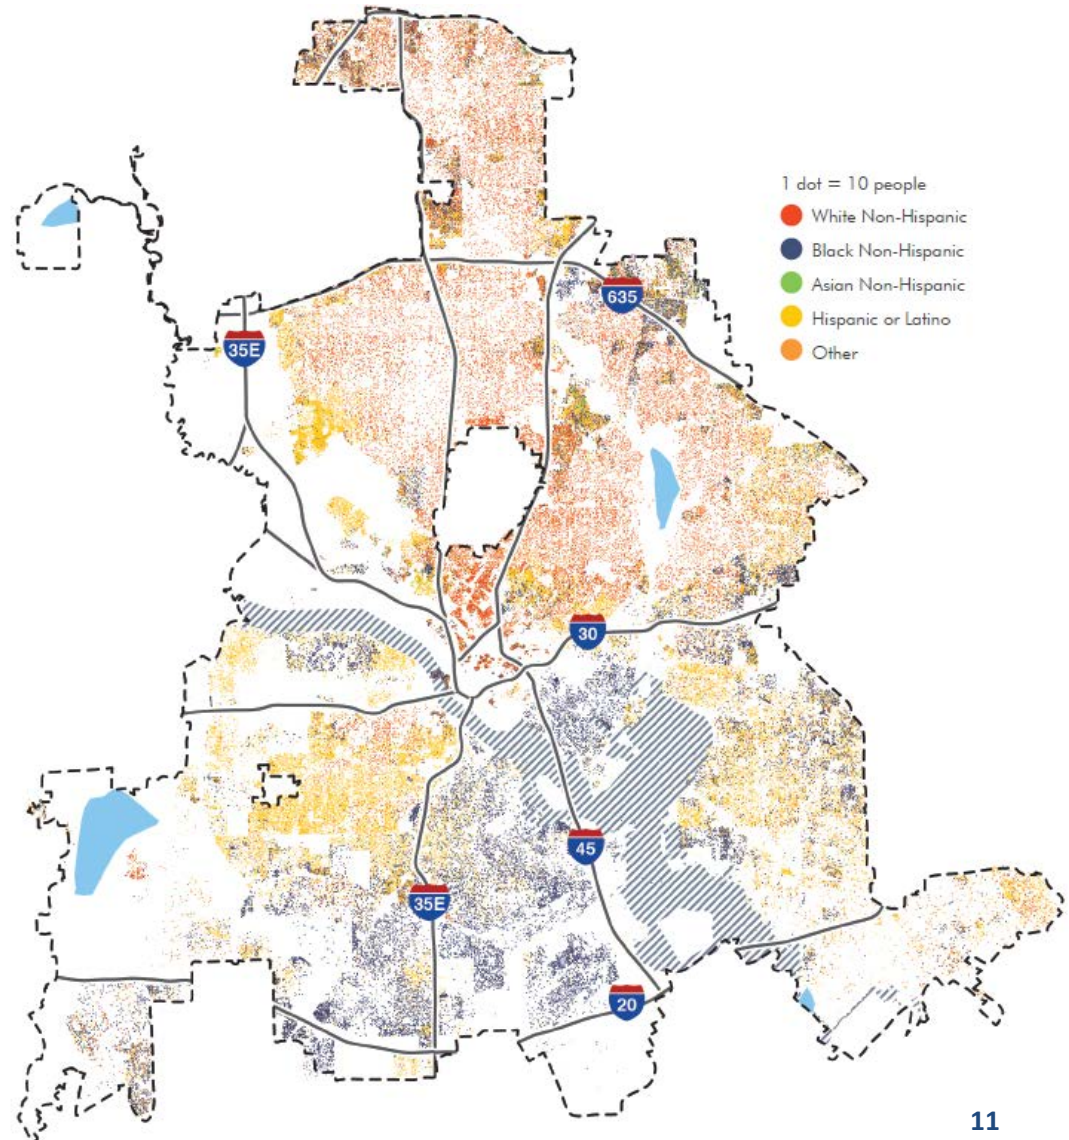 1 dot = 10 people
White Non-Hispanic
Black Non-Hispanic
Asian Non-Hispanic
Hispanic or Latino
Other
635
35E
30
45
35E
20
11